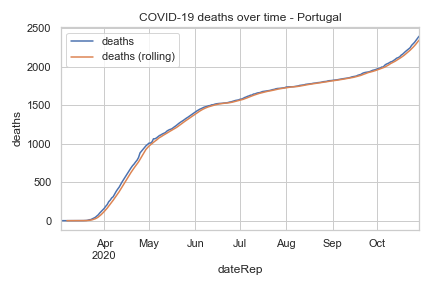 COVID-19 deaths over time - Portugal
deaths
deaths (rolling)
2500
2000
1500
1000
500
0
deaths
Apr
2020
May
Jun
Jul
Aug
Sep
Oct
dateRep